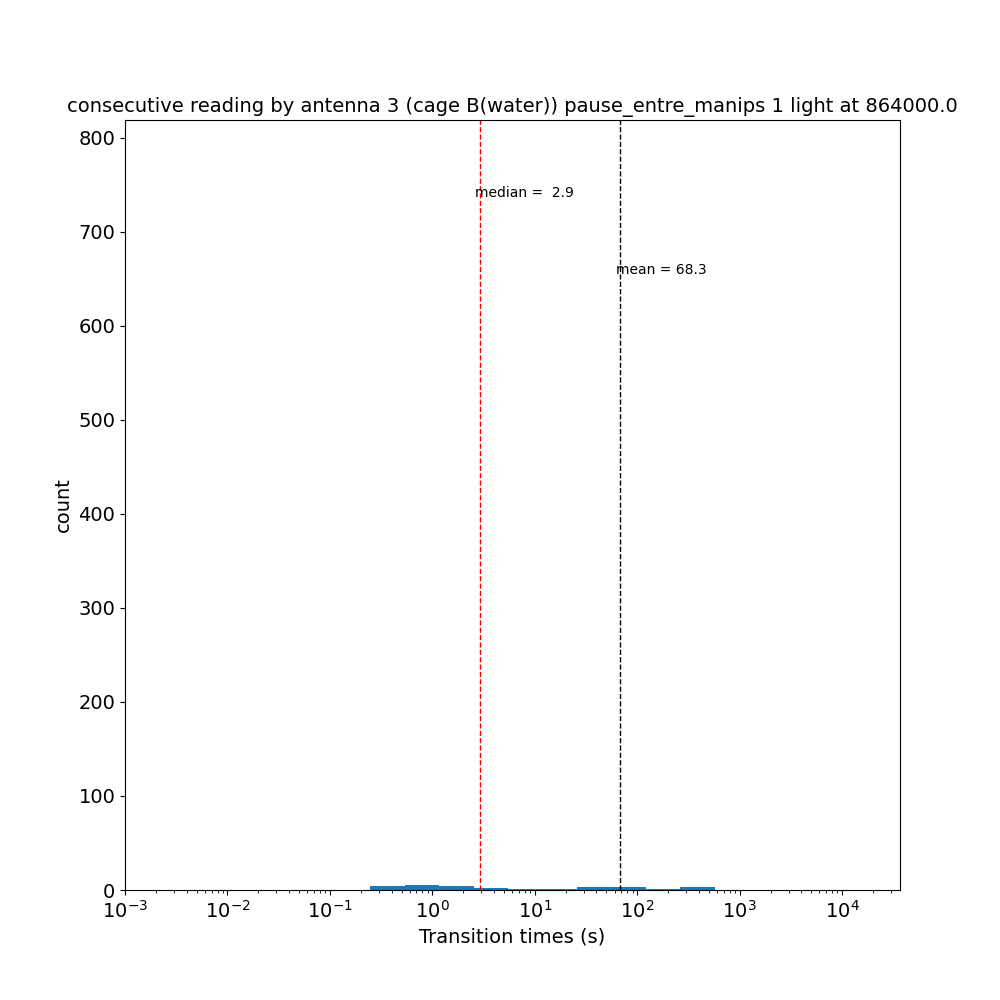 consecutive reading by antenna 3 (cage B(water)) pause_entre_manips 1 light at 864000.0
800
median =  2.9
700
mean = 68.3
600
500
count
400
300
200
100
0
10⁻³ 10⁻² 10⁻¹ 10⁰ 10¹ 10² 10³ 10⁴
Transition times (s)